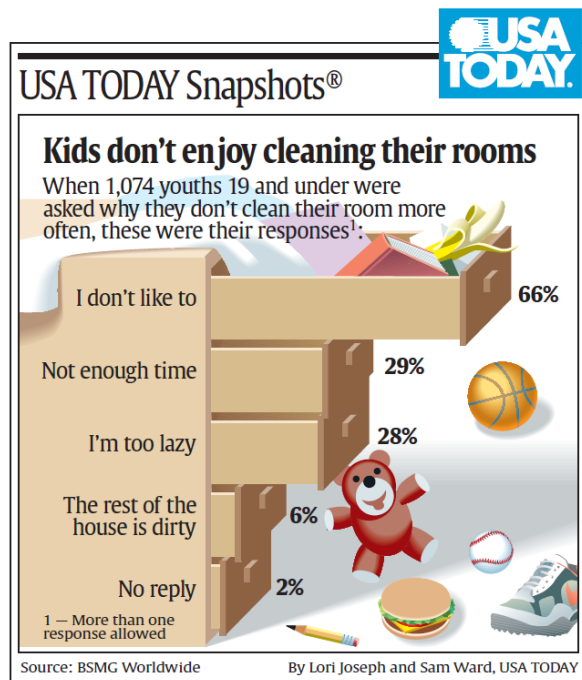 USA
TODAY.
USA TODAY Snapshots®
Kids don't enjoy cleaning their rooms
When 1,074 youths 19 and under were
asked why they don't clean their room more
often, these were their responses¹:
I don't like to
66%
Not enough time
29%
I'm too lazy
28%
The rest of the
house is dirty
6%
No reply
2%
1 – More than one
response allowed
Source: BSMG Worldwide
By Lori Joseph and Sam Ward, USA TODAY